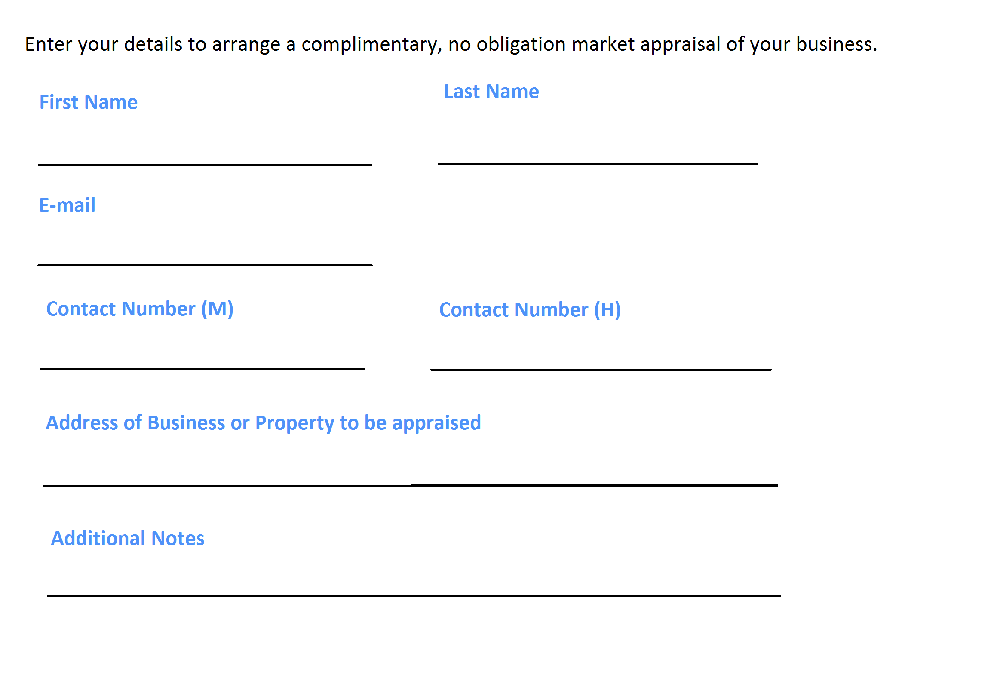 Enter your details to arrange a complimentary, no obligation market appraisal of your business.
First Name
Last Name
E-mail
Contact Number (M)
Contact Number (H)
Address of Business or Property to be appraised
Additional Notes